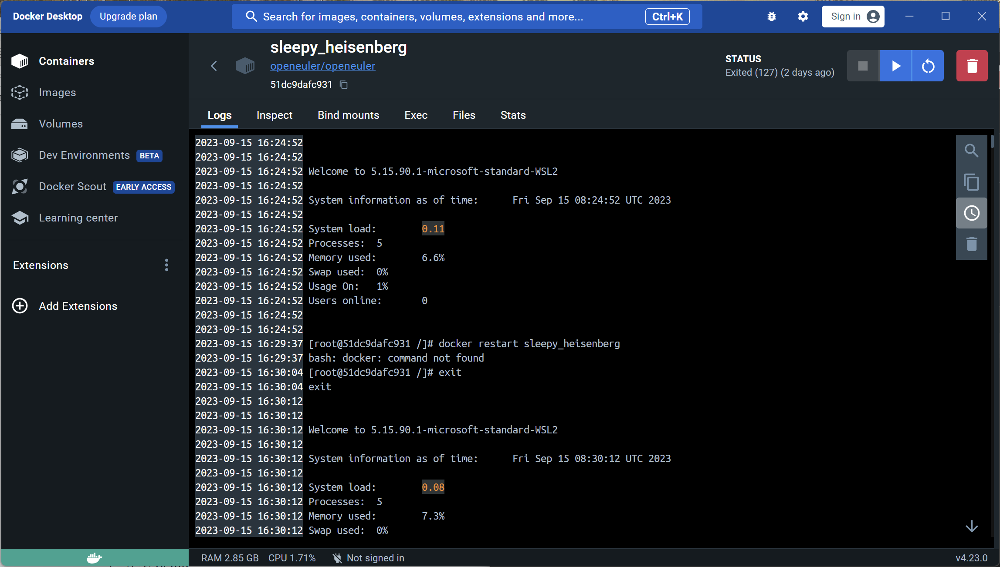 Docker Desktop
Upgrade plan
Search for images, containers, volumes, extensions and more...
Ctrl+K
Sign in
Containers
Images
Volumes
Dev Environments BETA
Docker Scout EARLY ACCESS
Learning center
Extensions
Add Extensions
sleepy_heisenberg
openeuler/openeuler
51dc9dafc931
STATUS
Exited (127) (2 days ago)
Logs Inspect Bind mounts Exec Files Stats
2023-09-15 16:24:52
2023-09-15 16:24:52
2023-09-15 16:24:52 Welcome to 5.15.90.1-microsoft-standard-WSL2
2023-09-15 16:24:52
2023-09-15 16:24:52 System information as of time: Fri Sep 15 08:24:52 UTC 2023
2023-09-15 16:24:52
2023-09-15 16:24:52 System load: 0.11
2023-09-15 16:24:52 Processes: 5
2023-09-15 16:24:52 Memory used: 6.6%
2023-09-15 16:24:52 Swap used: 0%
2023-09-15 16:24:52 Usage On: 1%
2023-09-15 16:24:52 Users online: 0
2023-09-15 16:24:52
2023-09-15 16:24:52
2023-09-15 16:29:37 [root@51dc9dafc931 /]# docker restart sleepy_heisenberg
2023-09-15 16:29:37 bash: docker: command not found
2023-09-15 16:30:04 [root@51dc9dafc931 /]# exit
2023-09-15 16:30:04 exit
2023-09-15 16:30:12
2023-09-15 16:30:12
2023-09-15 16:30:12 Welcome to 5.15.90.1-microsoft-standard-WSL2
2023-09-15 16:30:12
2023-09-15 16:30:12 System information as of time: Fri Sep 15 08:30:12 UTC 2023
2023-09-15 16:30:12
2023-09-15 16:30:12 System load: 0.08
2023-09-15 16:30:12 Processes: 5
2023-09-15 16:30:12 Memory used: 7.3%
2023-09-15 16:30:12 Swap used: 0%
RAM 2.85 GB CPU 1.71% Not signed in
v4.23.0